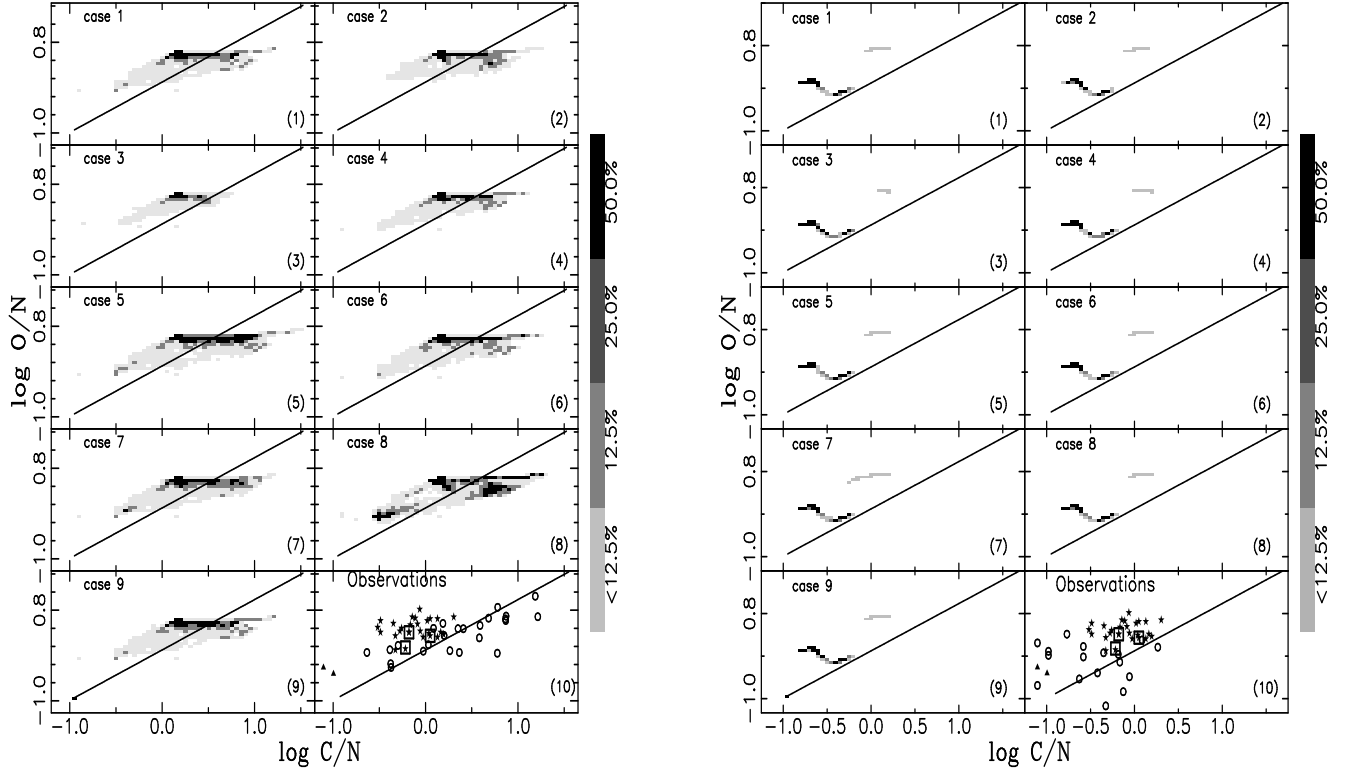 case 1
(1)
case 2
(2)
case 3
(3)
case 4
(4)
case 5
(5)
case 6
(6)
case 7
(7)
case 8
(8)
case 9
(9)
Observations
(10)
0.8
−1.0
0.8
−1.0
0.8
−1.0
0.8
−1.0
0.8
−1.0
log O/N
−1.0 0.0 1.0 −1.0 0.0 1.0
log C/N
50.0%
25.0%
12.5%
<12.5%
case 1
(1)
case 2
(2)
case 3
(3)
case 4
(4)
case 5
(5)
case 6
(6)
case 7
(7)
case 8
(8)
case 9
(9)
Observations
(10)
0.8
−1.0
0.8
−1.0
0.8
−1.0
0.8
−1.0
0.8
−1.0
log O/N
−1.0 −0.5 0.0 0.5 −1.0 −0.5 0.0 0.5 1.0
log C/N
50.0%
25.0%
12.5%
<12.5%